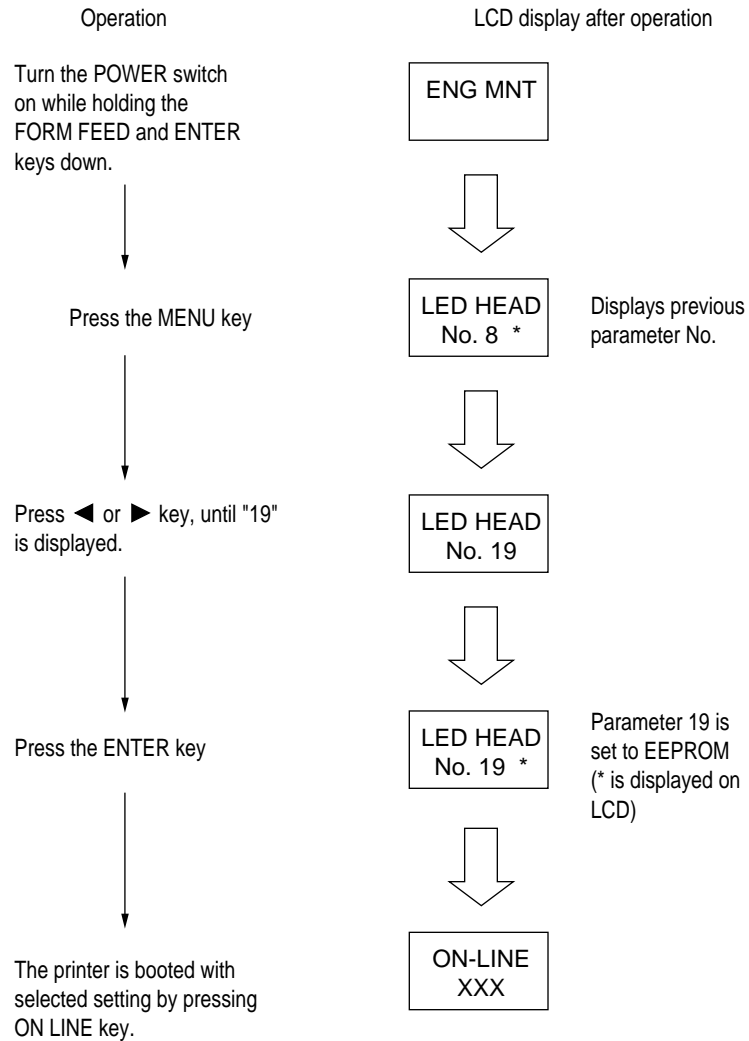 Operation
LCD display after operation
Turn the POWER switch
on while holding the
FORM FEED and ENTER
keys down.
ENG MNT
Press the MENU key
LED HEAD
No. 8 *
Displays previous
parameter No.
Press ◀ or ▶ key, until "19"
is displayed.
LED HEAD
No. 19
Press the ENTER key
LED HEAD
No. 19 *
Parameter 19 is
set to EEPROM
(* is displayed on
LCD)
The printer is booted with
selected setting by pressing
ON LINE key.
ON-LINE
XXX